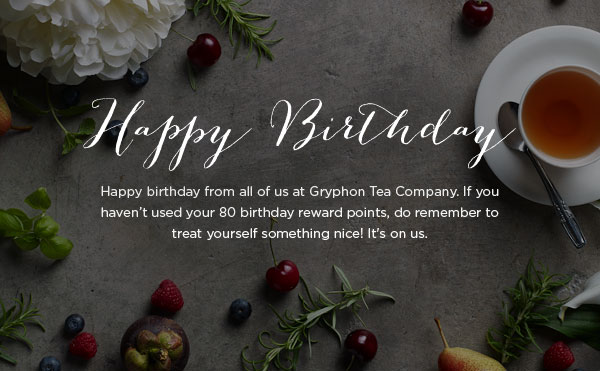 Happy Birthday
Happy birthday from all of us at Gryphon Tea Company. If you
haven't used your 80 birthday reward points, do remember to
treat yourself something nice! It's on us.